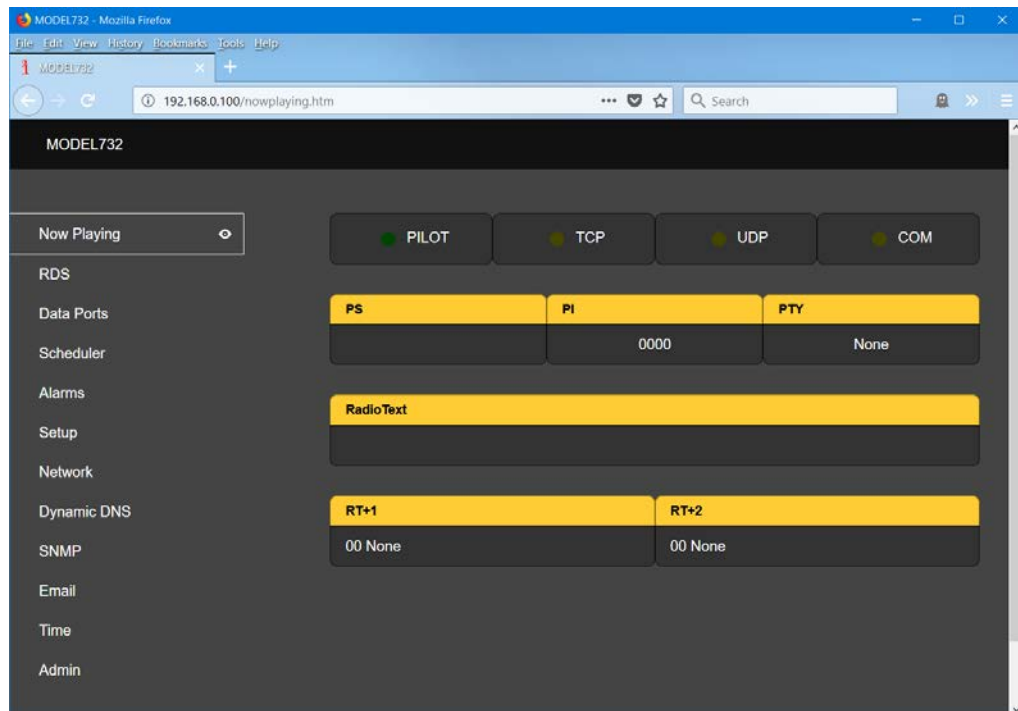 MODEL732 - Mozilla Firefox
File Edit View History Bookmarks Tools Help
MODEL732
192.168.0.100/nowplaying.htm
Search
MODEL732
Now Playing
RDS
Data Ports
Scheduler
Alarms
Setup
Network
Dynamic DNS
SNMP
Email
Time
Admin
PILOT TCP UDP COM
PS PI PTY
0000 None
RadioText
RT+1 RT+2
00 None 00 None